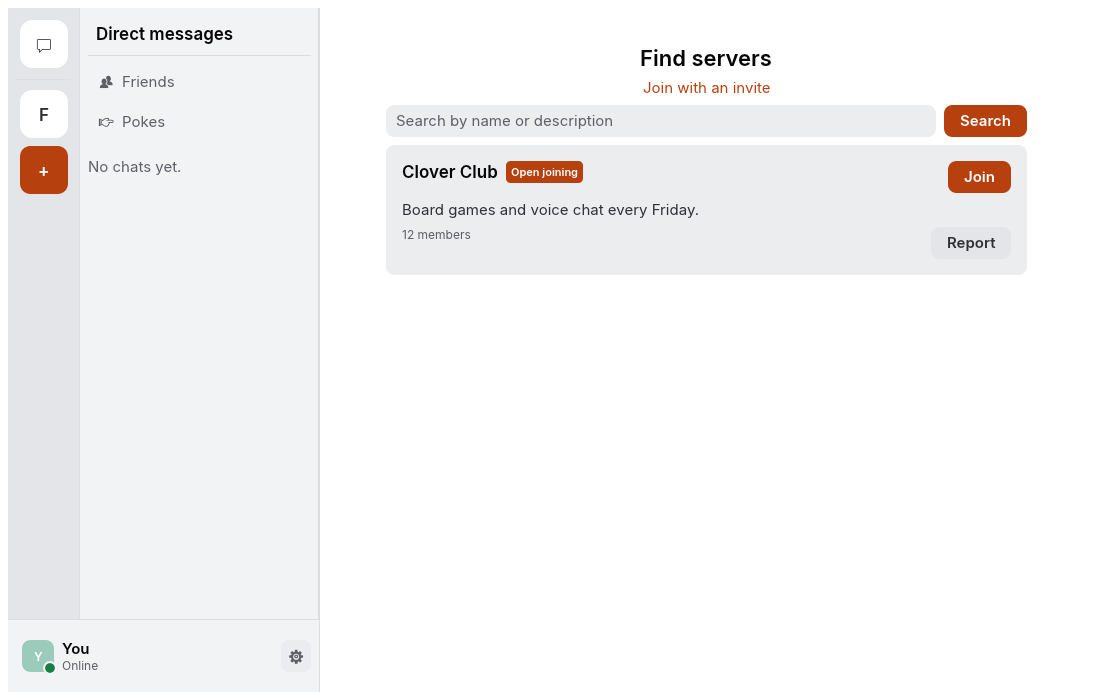 Direct messages
Friends
Pokes
No chats yet.
F
+
Y
You
Online
Find servers
Join with an invite
Search by name or description
Search
Clover Club
Open joining
Join
Board games and voice chat every Friday.
12 members
Report